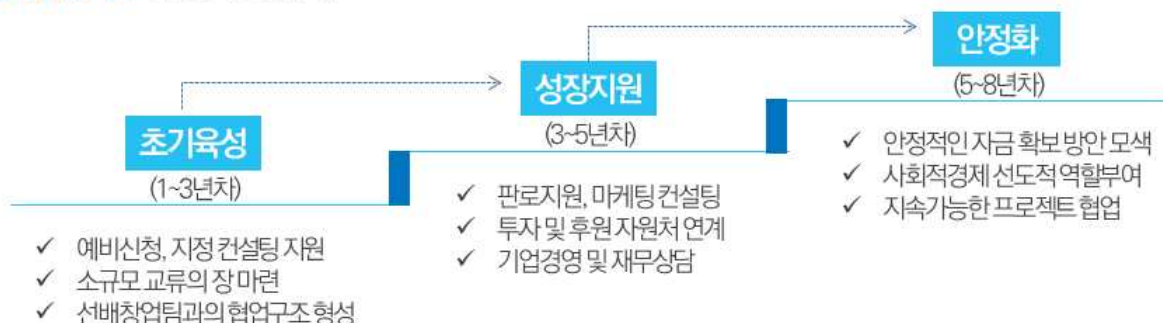 초기육성
(1~3년차)
✓ 예비신청, 지정 컨설팅 지원
✓ 소규모 교류의 장 마련
✓ 선배창업팀과의 협업구조 형성
성장지원
(3~5년차)
✓ 판로지원, 마케팅 컨설팅
✓ 투자 및 후원 자원처 연계
✓ 기업경영 및 재무상담
안정화
(5~8년차)
✓ 안정적인 자금 확보 방안 모색
✓ 사회적경제 선도적 역할부여
✓ 지속가능한 프로젝트 협업